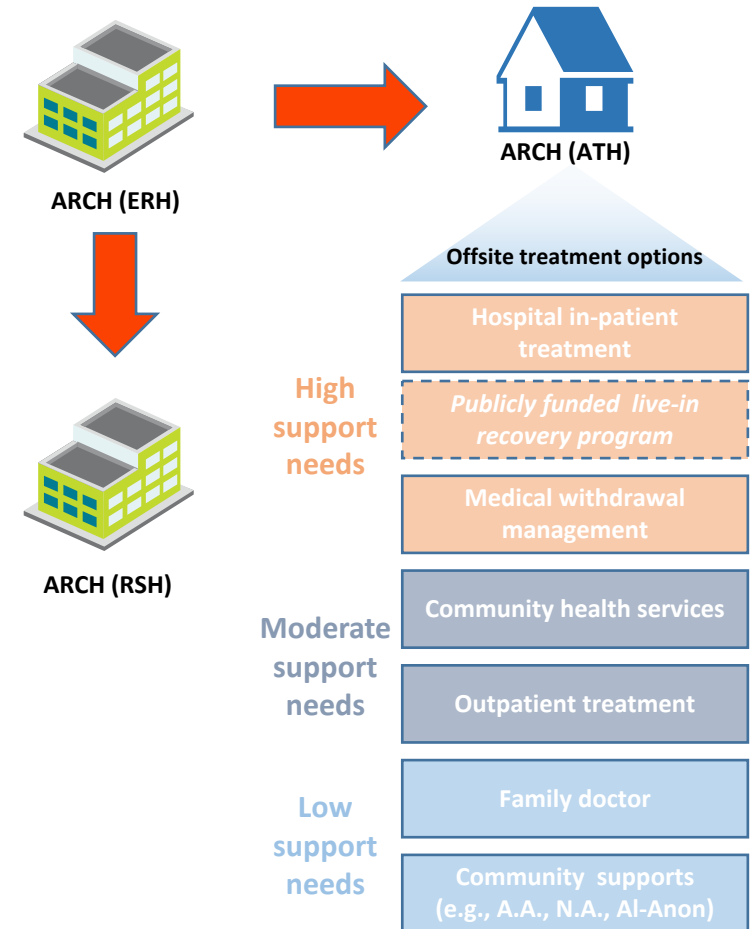 ARCH (ERH)
ARCH (ATH)
ARCH (RSH)
Offsite treatment options
High
support
needs
Hospital in-patient
treatment
Publicly funded live-in
recovery program
Medical withdrawal
management
Moderate
support
needs
Community health services
Outpatient treatment
Low
support
needs
Family doctor
Community supports
(e.g., A.A., N.A., Al-Anon)